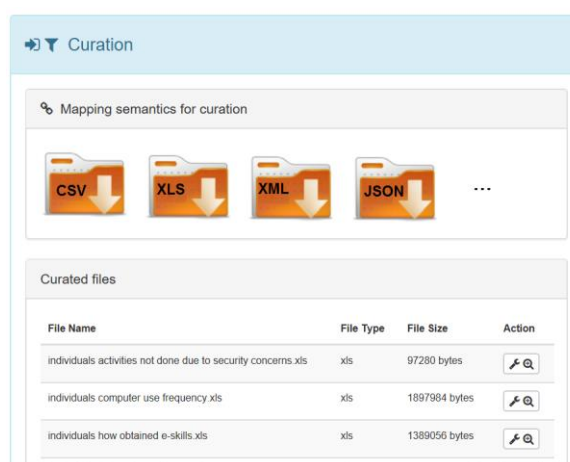 Curation
Mapping semantics for curation
CSV XLS XML JSON ...
Curated files
File Name File Type File Size Action
individuals activities not done due to security concerns.xls xls 97280 bytes
individuals computer use frequency.xls xls 1897984 bytes
individuals how obtained e-skills.xls xls 1389056 bytes